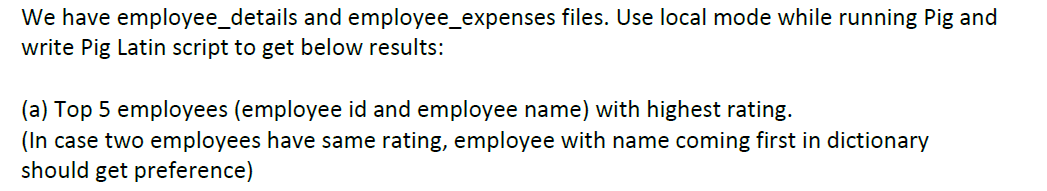 We have employee_details and employee_expenses files. Use local mode while running Pig and
write Pig Latin script to get below results:
(a) Top 5 employees (employee id and employee name) with highest rating.
(In case two employees have same rating, employee with name coming first in dictionary
should get preference)